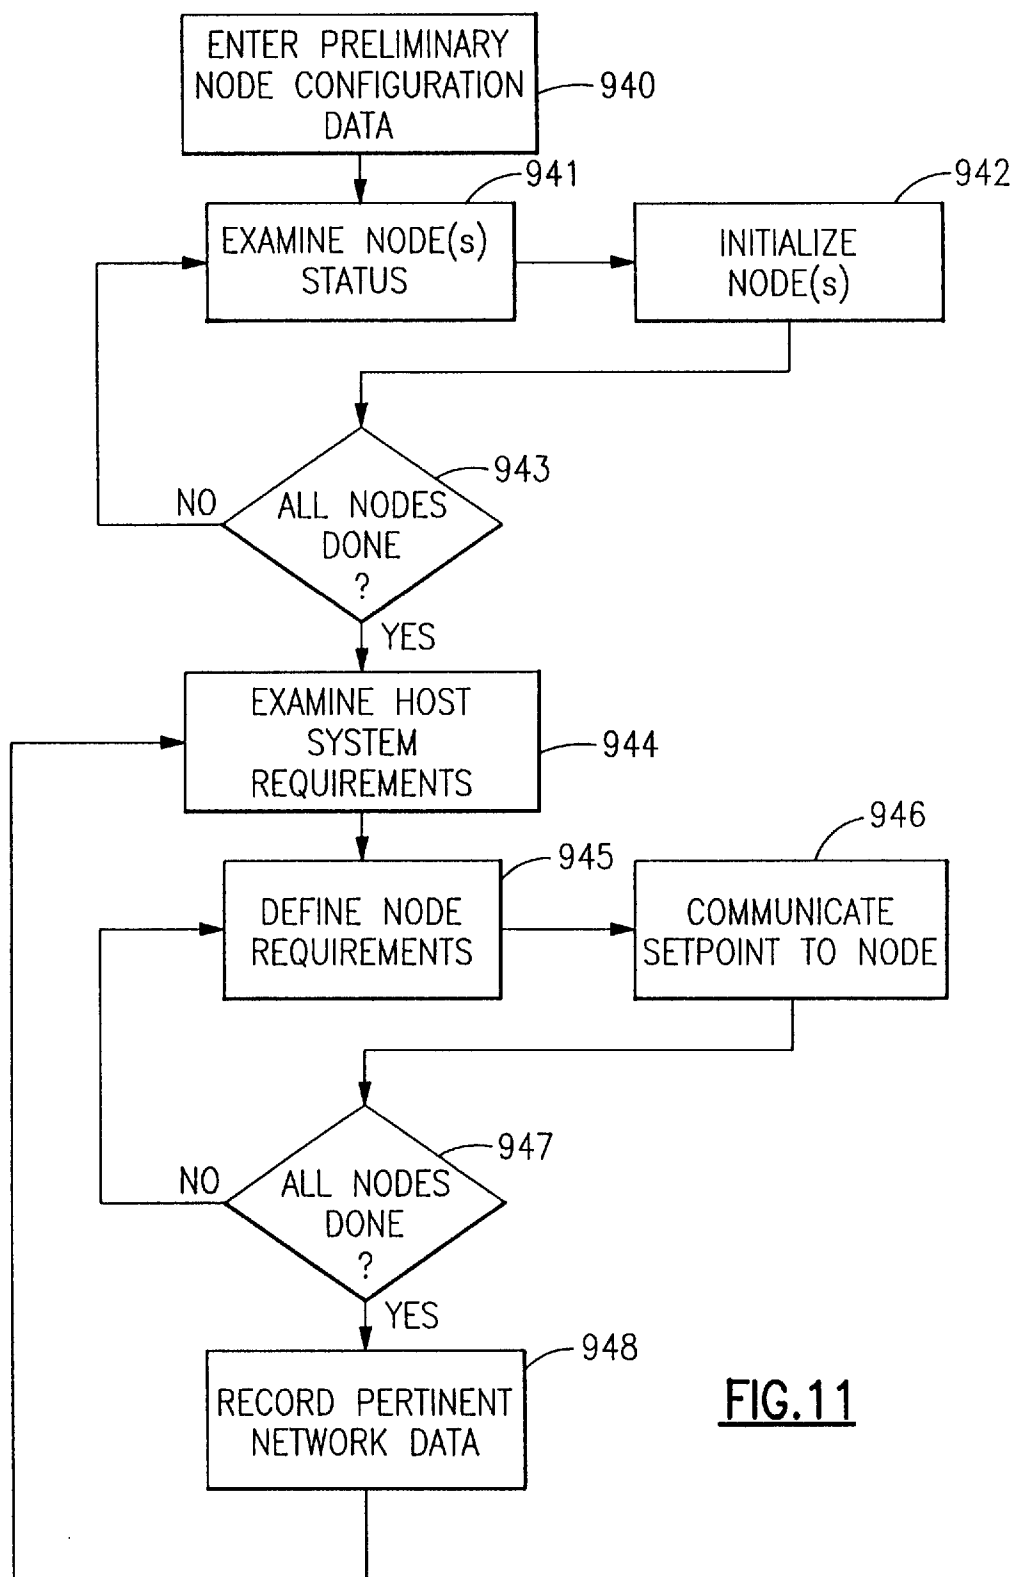 ENTER PRELIMINARY
NODE CONFIGURATION
DATA
940
941
EXAMINE NODE(s)
STATUS
942
INITIALIZE
NODE(s)
943
NO
ALL NODES
DONE
?
YES
EXAMINE HOST
SYSTEM
REQUIREMENTS
944
945
DEFINE NODE
REQUIREMENTS
946
COMMUNICATE
SETPOINT TO NODE
947
NO
ALL NODES
DONE
?
YES
948
RECORD PERTINENT
NETWORK DATA
FIG.11